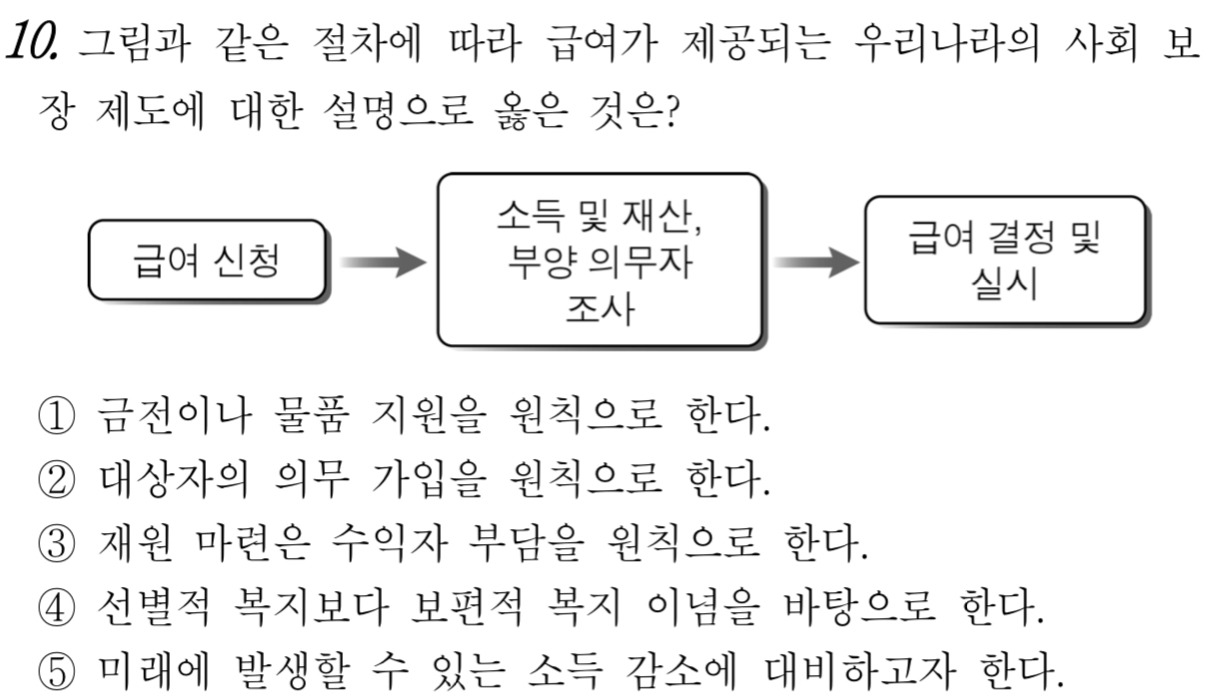 10. 그림과 같은 절차에 따라 급여가 제공되는 우리나라의 사회 보
장 제도에 대한 설명으로 옳은 것은?
급여 신청
소득 및 재산,
부양 의무자
조사
급여 결정 및
실시
① 금전이나 물품 지원을 원칙으로 한다.
② 대상자의 의무 가입을 원칙으로 한다.
③ 재원 마련은 수익자 부담을 원칙으로 한다.
④ 선별적 복지보다 보편적 복지 이념을 바탕으로 한다.
⑤ 미래에 발생할 수 있는 소득 감소에 대비하고자 한다.